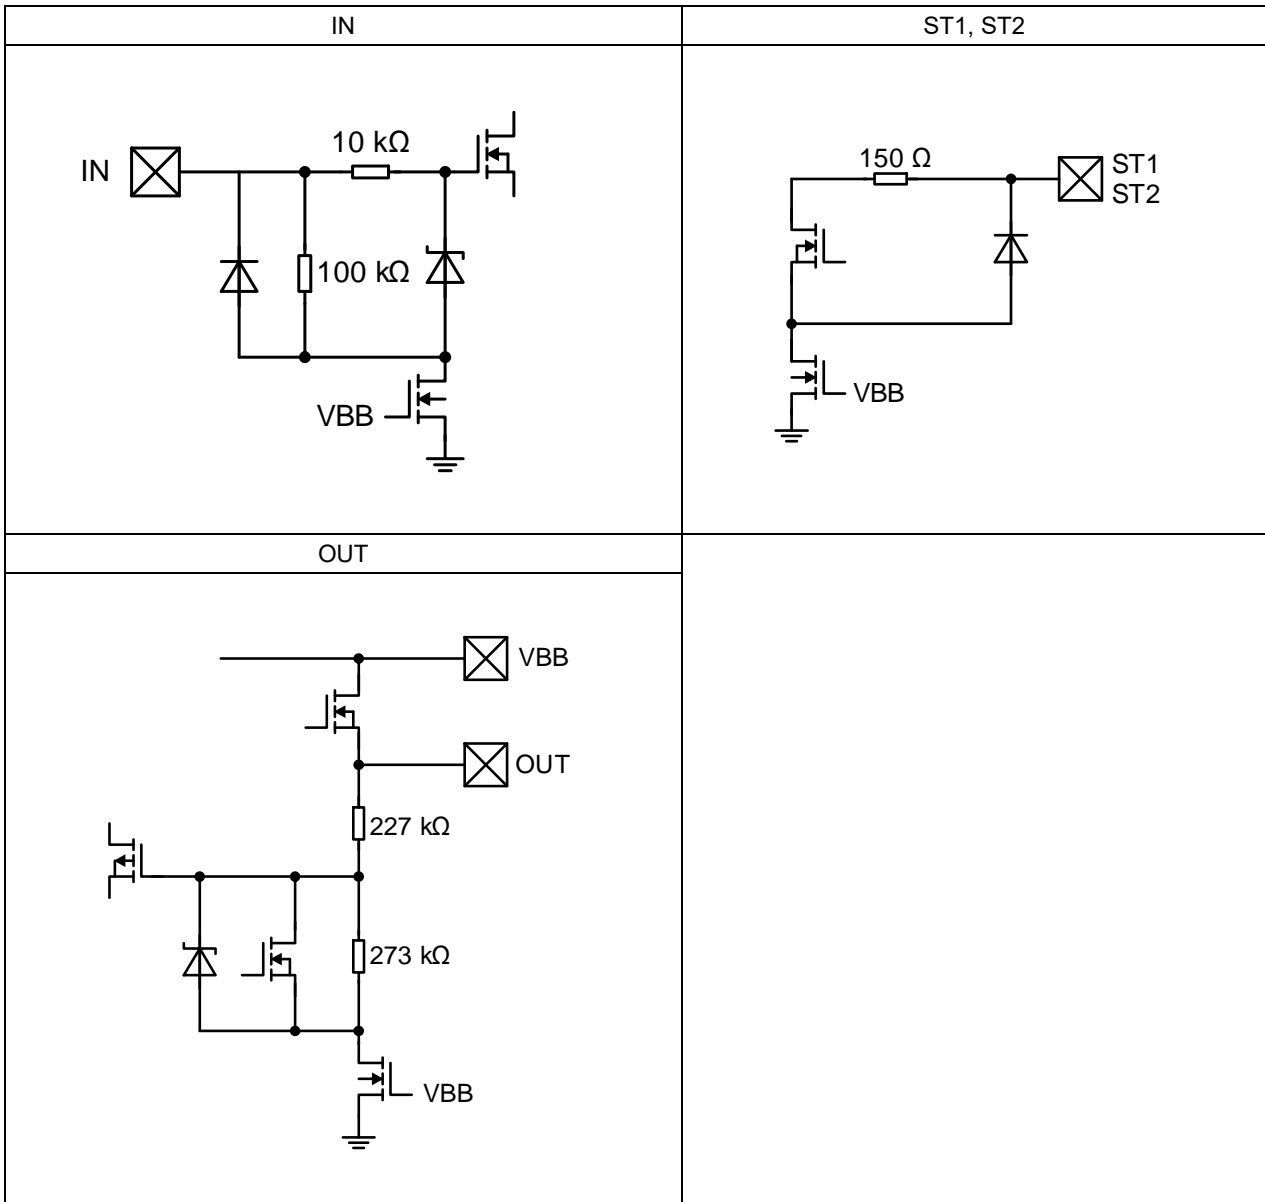 IN
ST1, ST2
IN
10 kΩ
100 kΩ
VBB
150 Ω
ST1
ST2
VBB
OUT
VBB
OUT
227 kΩ
273 kΩ
VBB